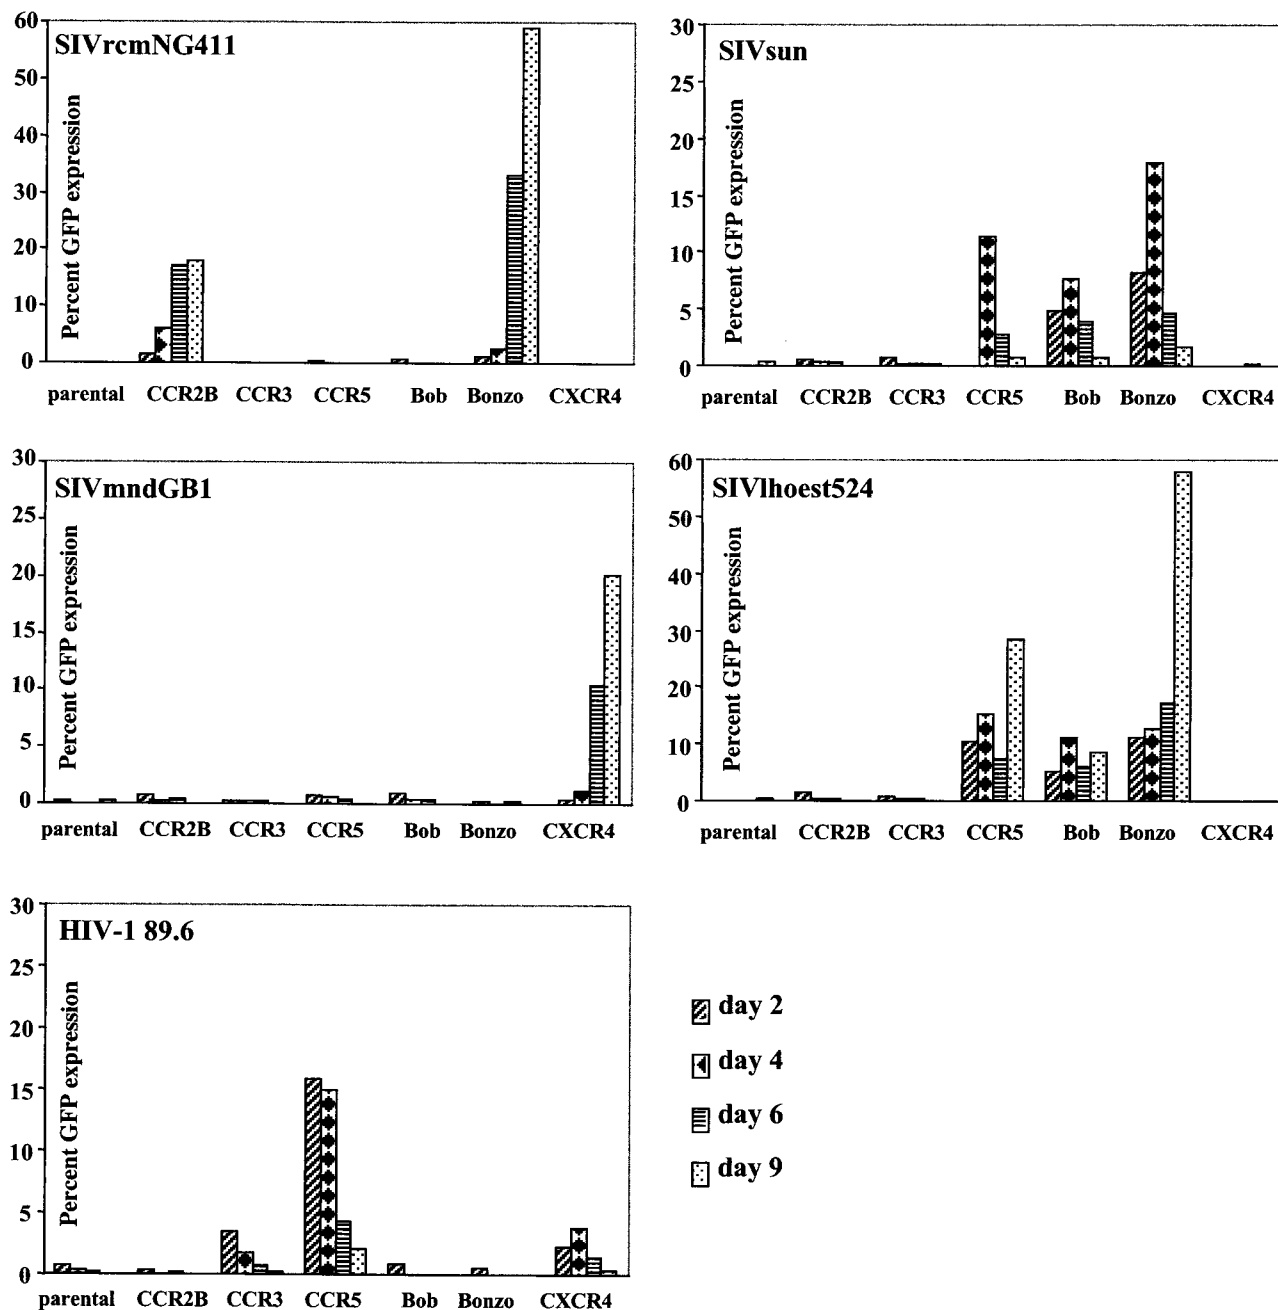 SIVrcmNG411
Percent GFP expression
60
50
40
30
20
10
0
parental CCR2B CCR3 CCR5 Bob Bonzo CXCR4
SIVsun
Percent GFP expression
30
25
20
15
10
5
0
parental CCR2B CCR3 CCR5 Bob Bonzo CXCR4
SIVmndGB1
Percent GFP expression
30
25
20
15
10
5
0
parental CCR2B CCR3 CCR5 Bob Bonzo CXCR4
SIVlhoest524
Percent GFP expression
60
50
40
30
20
10
0
parental CCR2B CCR3 CCR5 Bob Bonzo CXCR4
HIV-1 89.6
Percent GFP expression
30
25
20
15
10
5
0
parental CCR2B CCR3 CCR5 Bob Bonzo CXCR4
day 2
day 4
day 6
day 9